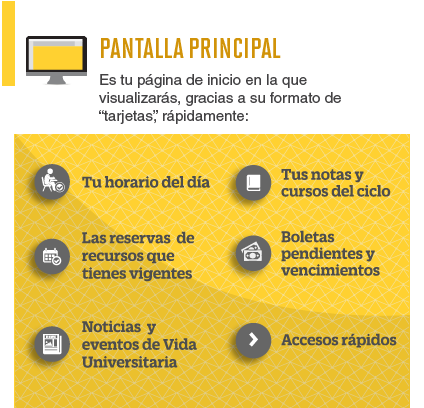 PANTALLA PRINCIPAL
Es tu página de inicio en la que
visualizarás, gracias a su formato de
“tarjetas”, rápidamente:
Tu horario del día
Tus notas y
cursos del ciclo
Las reservas de
recursos que
tienes vigentes
Boletas
pendientes y
vencimientos
Noticias y
eventos de Vida
Universitaria
Accesos rápidos